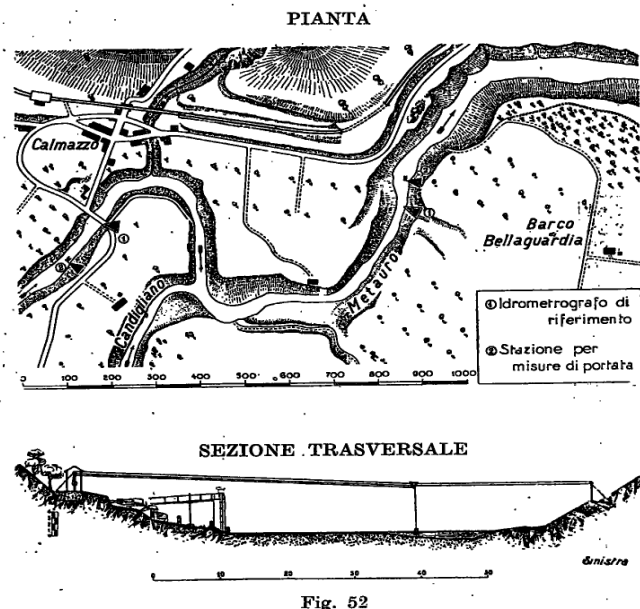 PIANTA
Calmazzo
Candigliano
Metauro
Barco
Bellaguardia
① Idrometrografo di
riferimento
② Stazione per
misure di portata
0 100 200 300 400 500 600 700 800 900 1000
SEZIONE TRASVERSALE
sinistra
0 10 20 30 40 50
Fig. 52